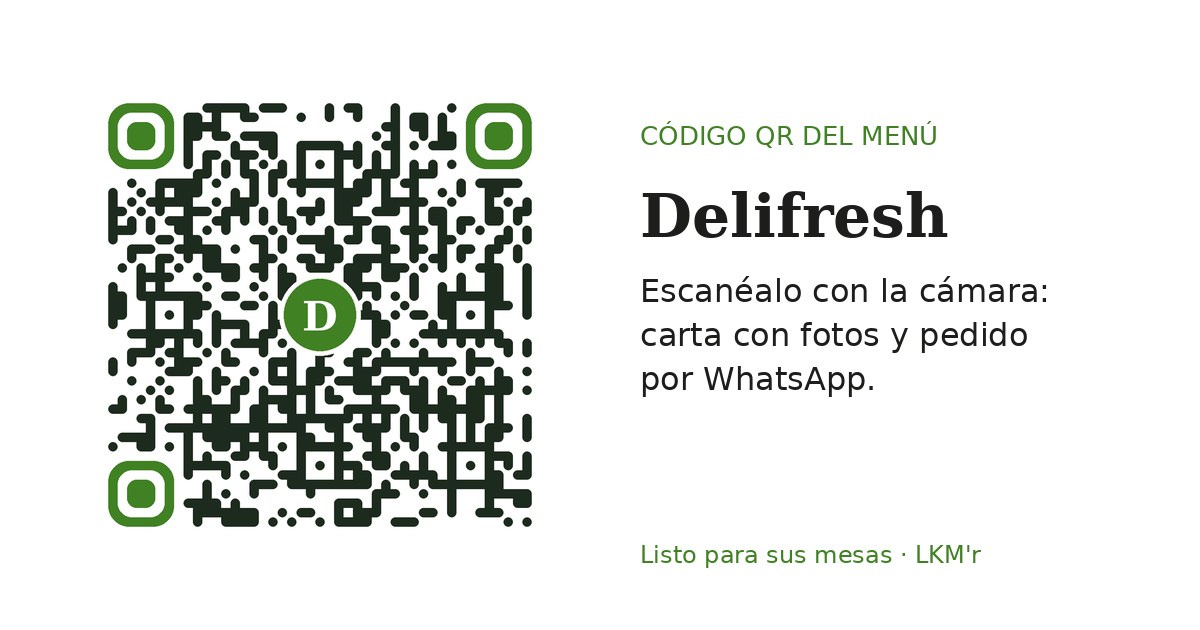 D
CÓDIGO QR DEL MENÚ
Delifresh
Escanéalo con la cámara:
carta con fotos y pedido
por WhatsApp.
Listo para sus mesas · LKM'r